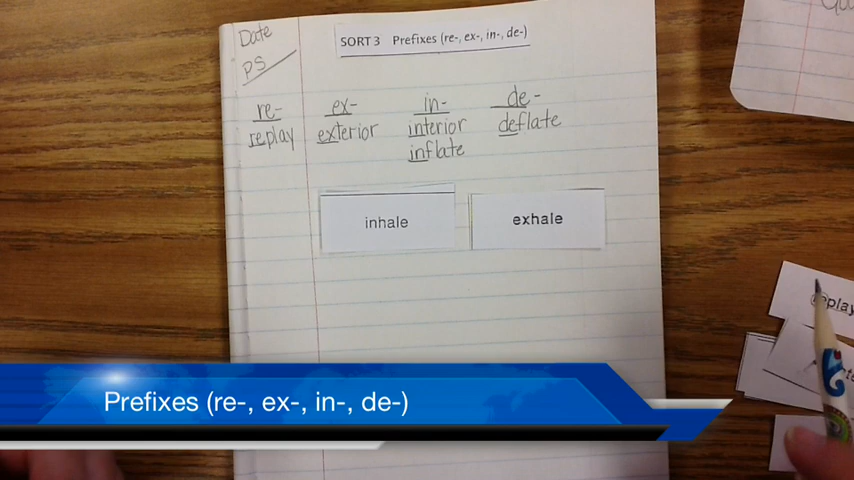 Date
PS
SORT 3 Prefixes (re-, ex-, in-, de-)
re- ex- in- de-
replay exterior interior deflate
inflate
inhale exhale
Prefixes (re-, ex-, in-, de-)